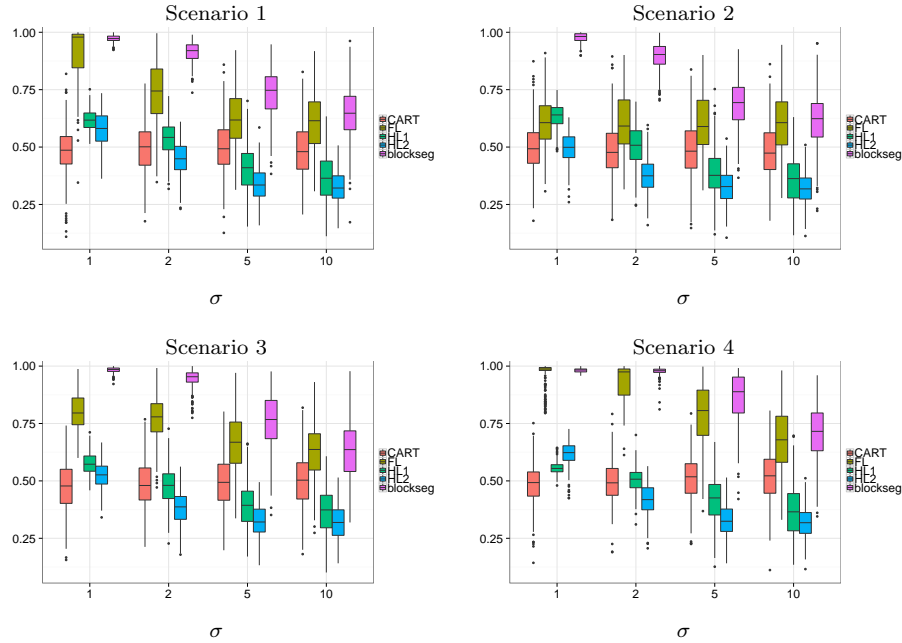 Scenario 1
1.00
0.75
0.50
0.25
1
2
5
10
σ
CART
FL
HL1
HL2
blockseg
Scenario 2
1.00
0.75
0.50
0.25
1
2
5
10
σ
CART
FL
HL1
HL2
blockseg
Scenario 3
1.00
0.75
0.50
0.25
1
2
5
10
σ
CART
FL
HL1
HL2
blockseg
Scenario 4
1.00
0.75
0.50
0.25
1
2
5
10
σ
CART
FL
HL1
HL2
blockseg